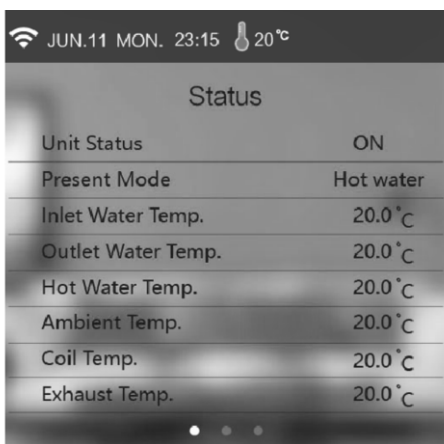 JUN.11 MON. 23:15 20℃
Status
Unit Status ON
Present Mode Hot water
Inlet Water Temp. 20.0°C
Outlet Water Temp. 20.0°C
Hot Water Temp. 20.0°C
Ambient Temp. 20.0°C
Coil Temp. 20.0°C
Exhaust Temp. 20.0°C